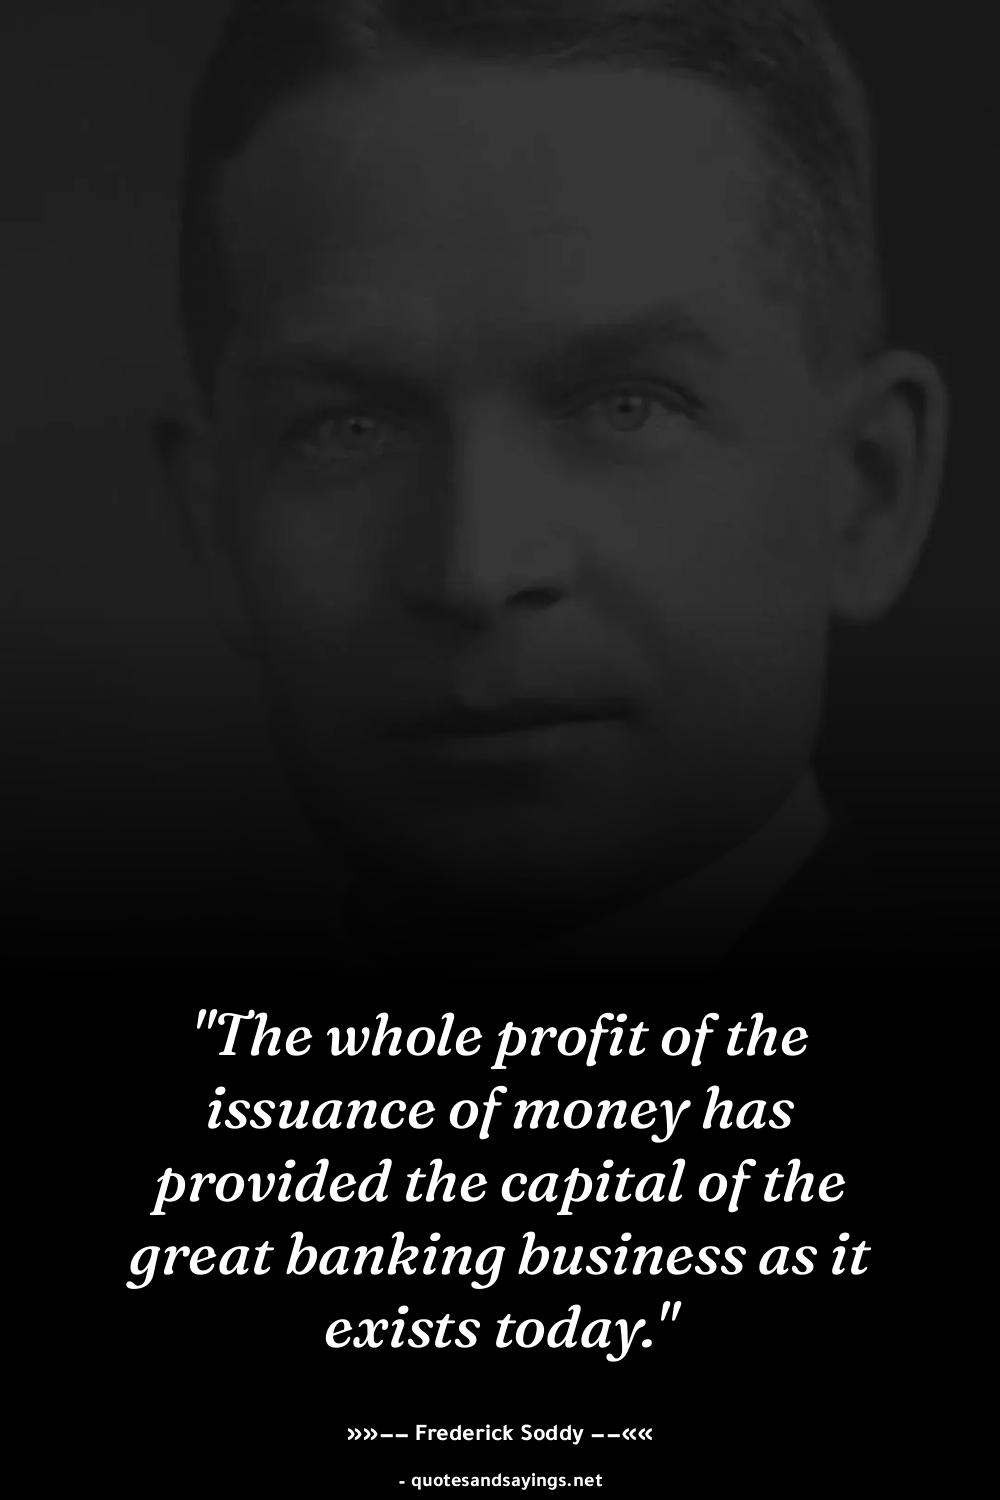 "The whole profit of the
issuance of money has
provided the capital of the
great banking business as it
exists today."
»»−− Frederick Soddy −−««
- quotesandsayings.net